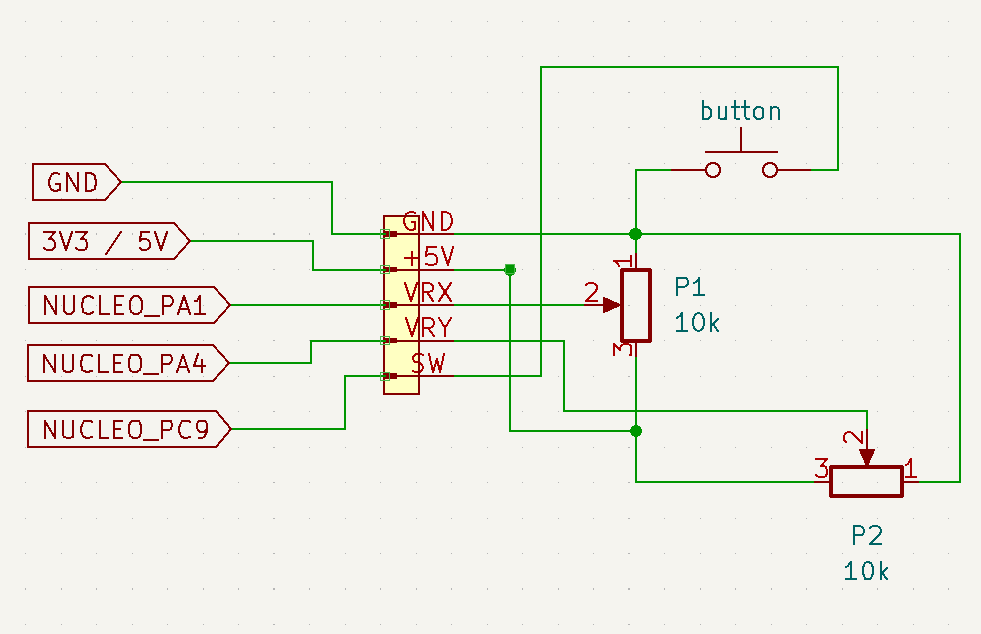 button
GND
3V3 / 5V
NUCLEO_PA1
NUCLEO_PA4
NUCLEO_PC9
GND
+5V
VRX
VRY
SW
1
2
3
P1
10k
2
3
1
P2
10k